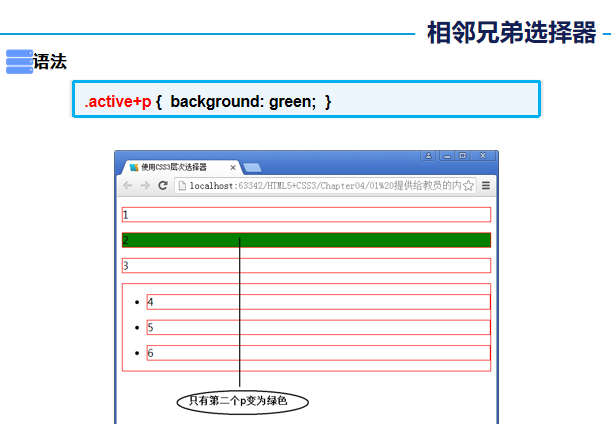 相邻兄弟选择器
语法
.active+p { background: green; }
使用CSS3层次选择器
localhost:63342/HTML5+CSS3/Chapter04/01%20提供给教员的内
1
2
3
4
5
6
只有第二个p变为绿色